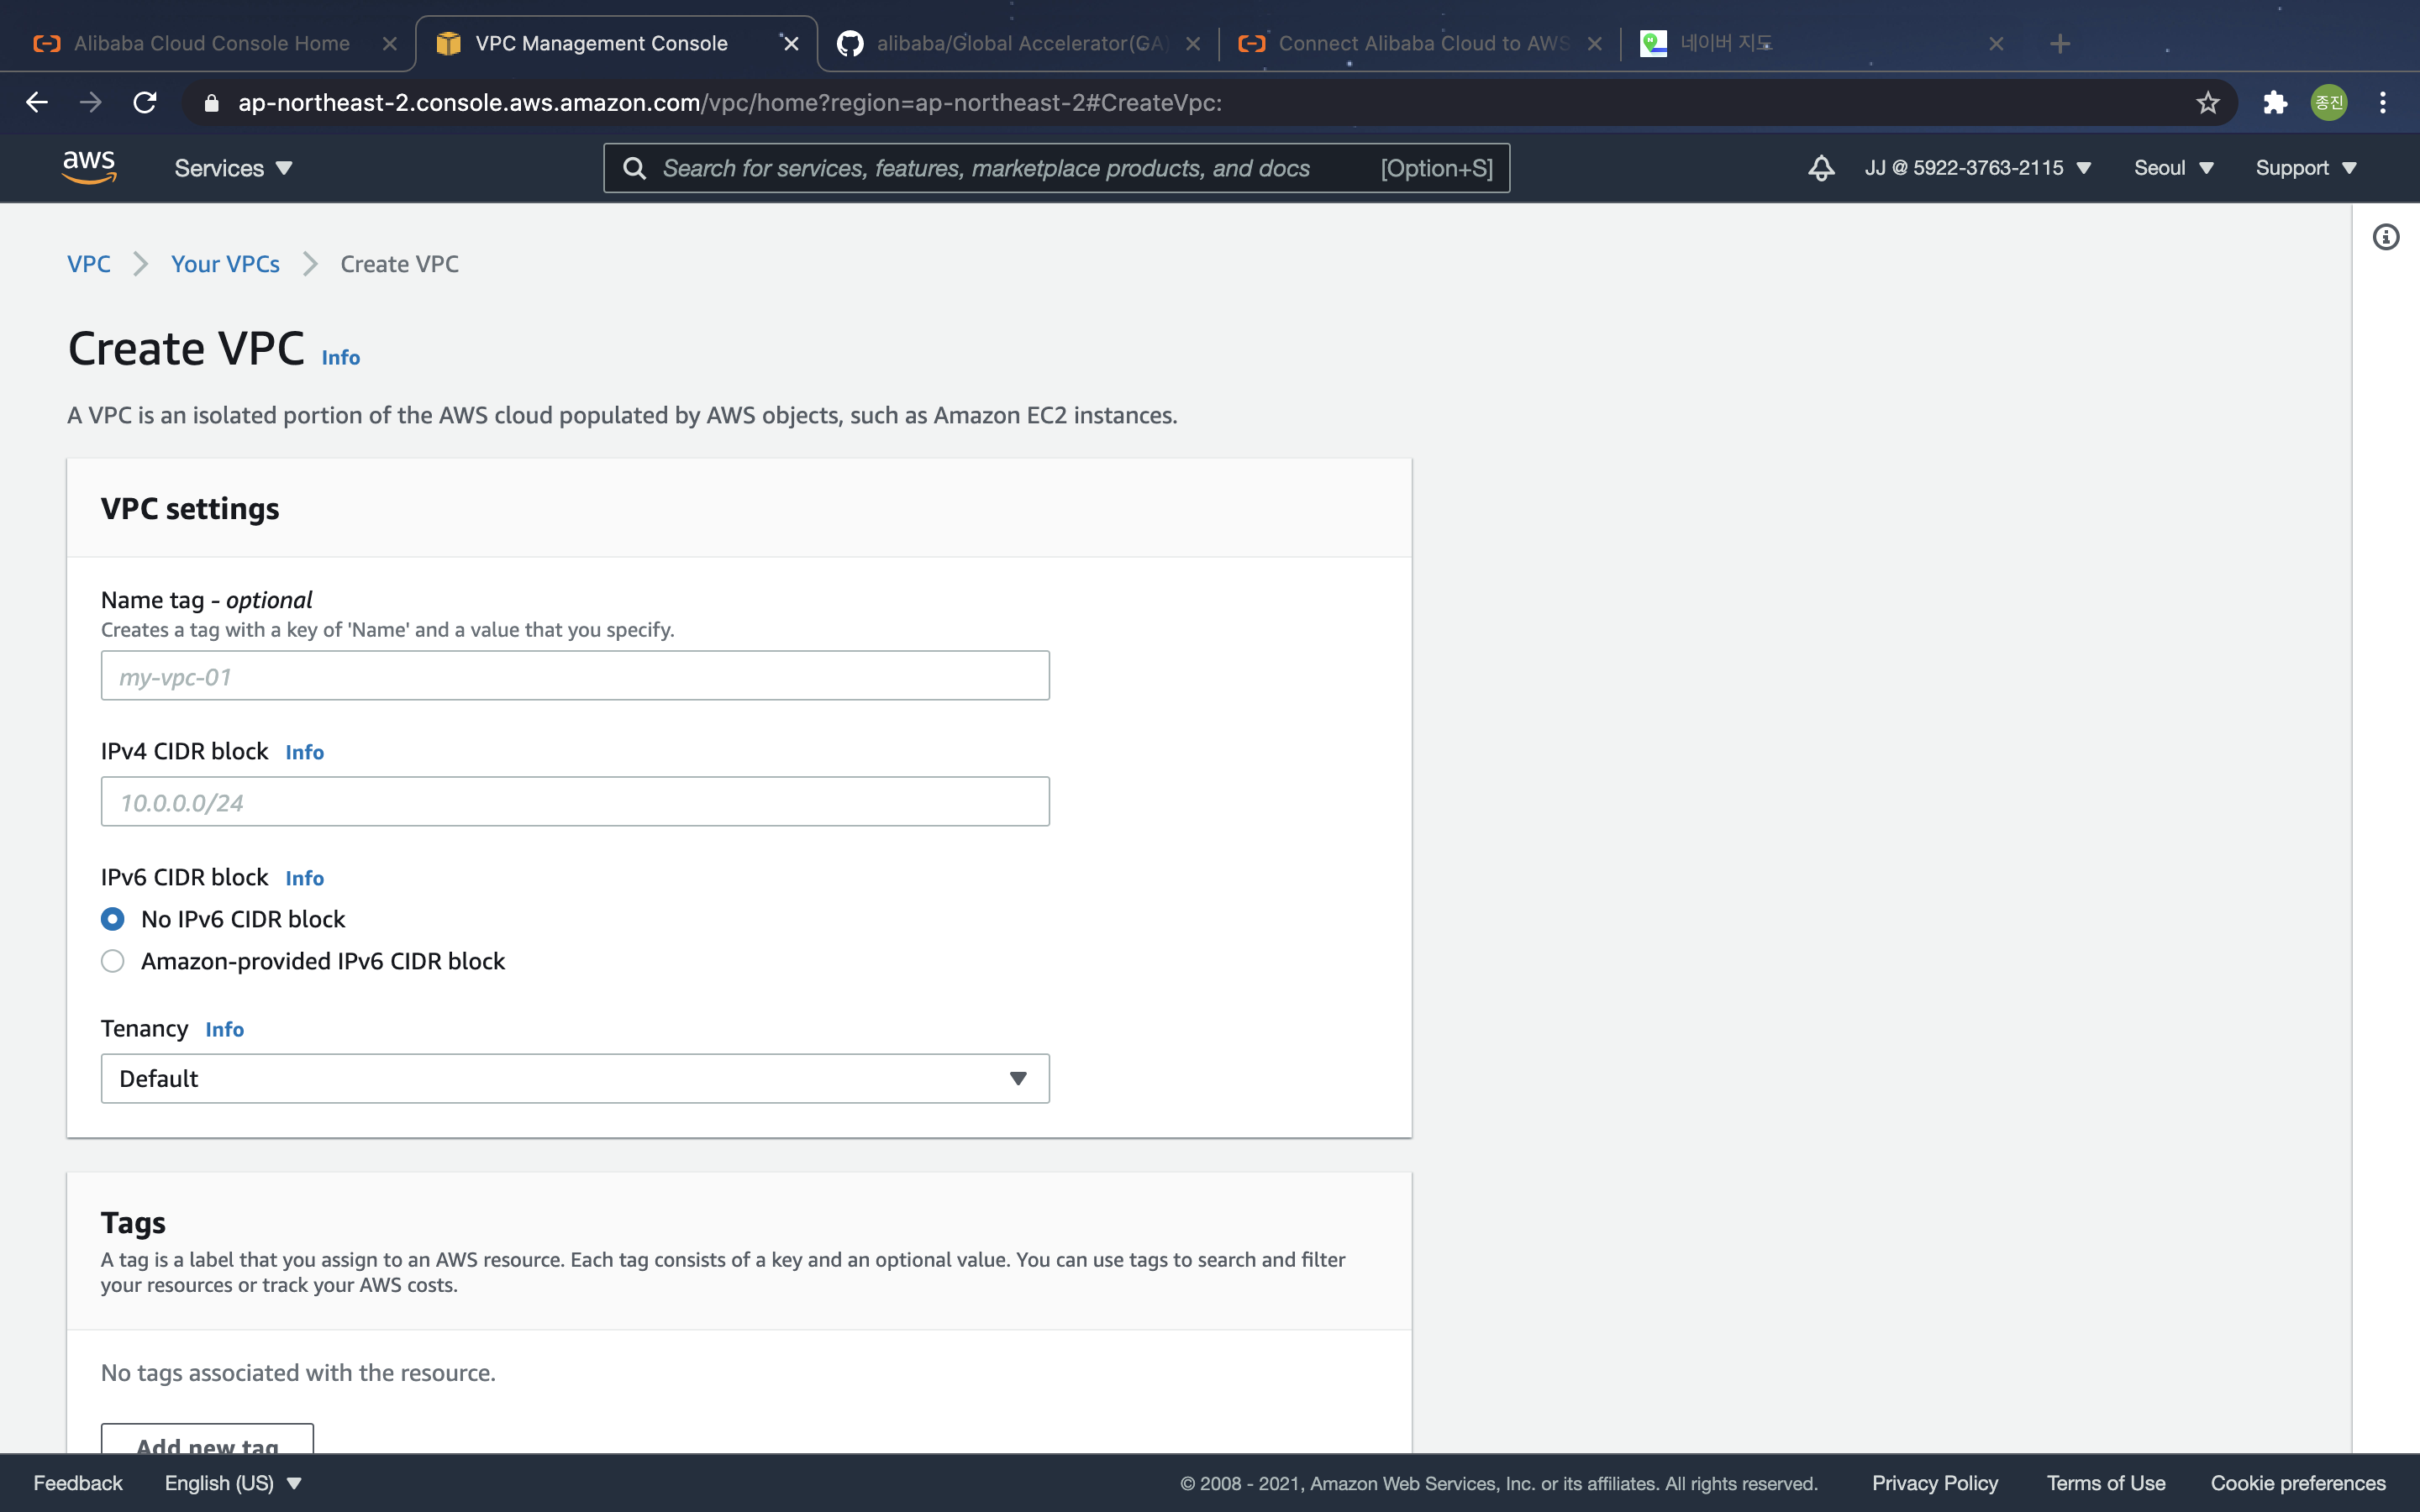 Alibaba Cloud Console Home
VPC Management Console
alibaba/Global Accelerator(GA)
Connect Alibaba Cloud to AWS
네이버 지도
ap-northeast-2.console.aws.amazon.com/vpc/home?region=ap-northeast-2#CreateVpc:
종진
aws
Services
Search for services, features, marketplace products, and docs
[Option+S]
JJ @ 5922-3763-2115
Seoul
Support
VPC
Your VPCs
Create VPC
Create VPC Info
A VPC is an isolated portion of the AWS cloud populated by AWS objects, such as Amazon EC2 instances.
VPC settings
Name tag - optional
Creates a tag with a key of 'Name' and a value that you specify.
my-vpc-01
IPv4 CIDR block Info
10.0.0.0/24
IPv6 CIDR block Info
No IPv6 CIDR block
Amazon-provided IPv6 CIDR block
Tenancy Info
Default
Tags
A tag is a label that you assign to an AWS resource. Each tag consists of a key and an optional value. You can use tags to search and filter
your resources or track your AWS costs.
No tags associated with the resource.
Add new tag
Feedback
English (US)
© 2008 - 2021, Amazon Web Services, Inc. or its affiliates. All rights reserved.
Privacy Policy
Terms of Use
Cookie preferences